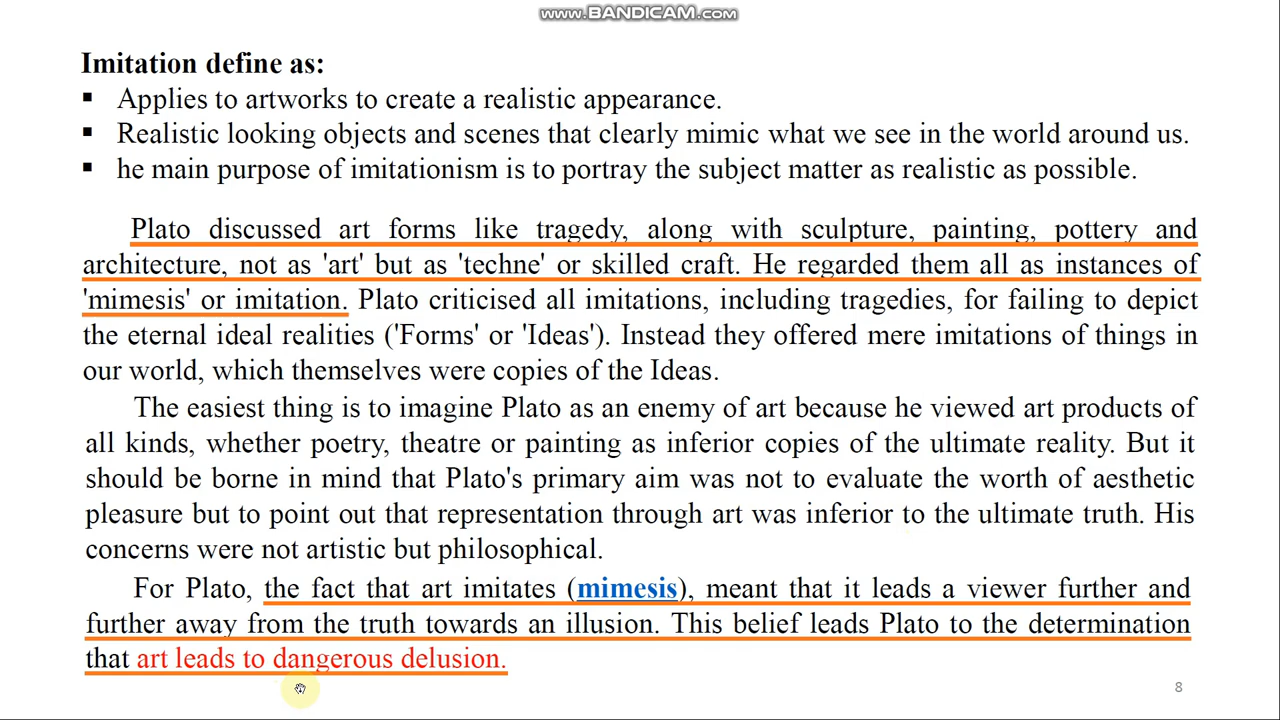 www.BANDICAM.com
Imitation define as:
▪ Applies to artworks to create a realistic appearance.
▪ Realistic looking objects and scenes that clearly mimic what we see in the world around us.
▪ he main purpose of imitationism is to portray the subject matter as realistic as possible.
Plato discussed art forms like tragedy, along with sculpture, painting, pottery and
architecture, not as 'art' but as 'techne' or skilled craft. He regarded them all as instances of
'mimesis' or imitation. Plato criticised all imitations, including tragedies, for failing to depict
the eternal ideal realities ('Forms' or 'Ideas'). Instead they offered mere imitations of things in
our world, which themselves were copies of the Ideas.
The easiest thing is to imagine Plato as an enemy of art because he viewed art products of
all kinds, whether poetry, theatre or painting as inferior copies of the ultimate reality. But it
should be borne in mind that Plato's primary aim was not to evaluate the worth of aesthetic
pleasure but to point out that representation through art was inferior to the ultimate truth. His
concerns were not artistic but philosophical.
For Plato, the fact that art imitates (mimesis), meant that it leads a viewer further and
further away from the truth towards an illusion. This belief leads Plato to the determination
that art leads to dangerous delusion.
8